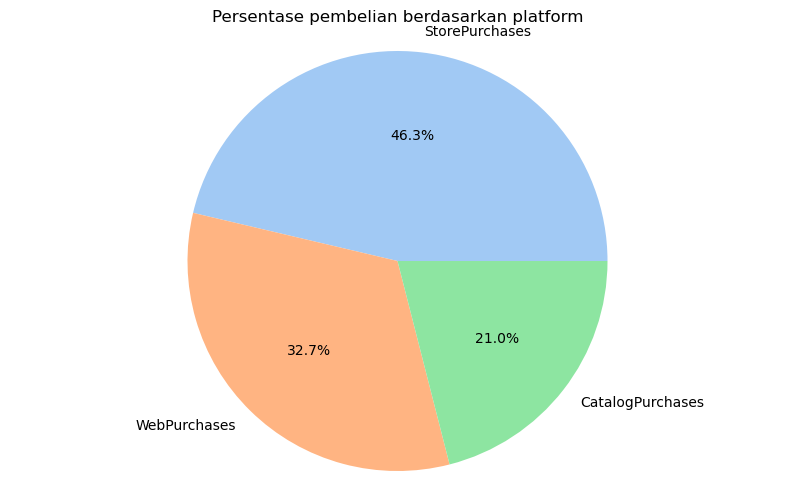 Persentase pembelian berdasarkan platform
StorePurchases
46.3%
32.7%
21.0%
CatalogPurchases
WebPurchases